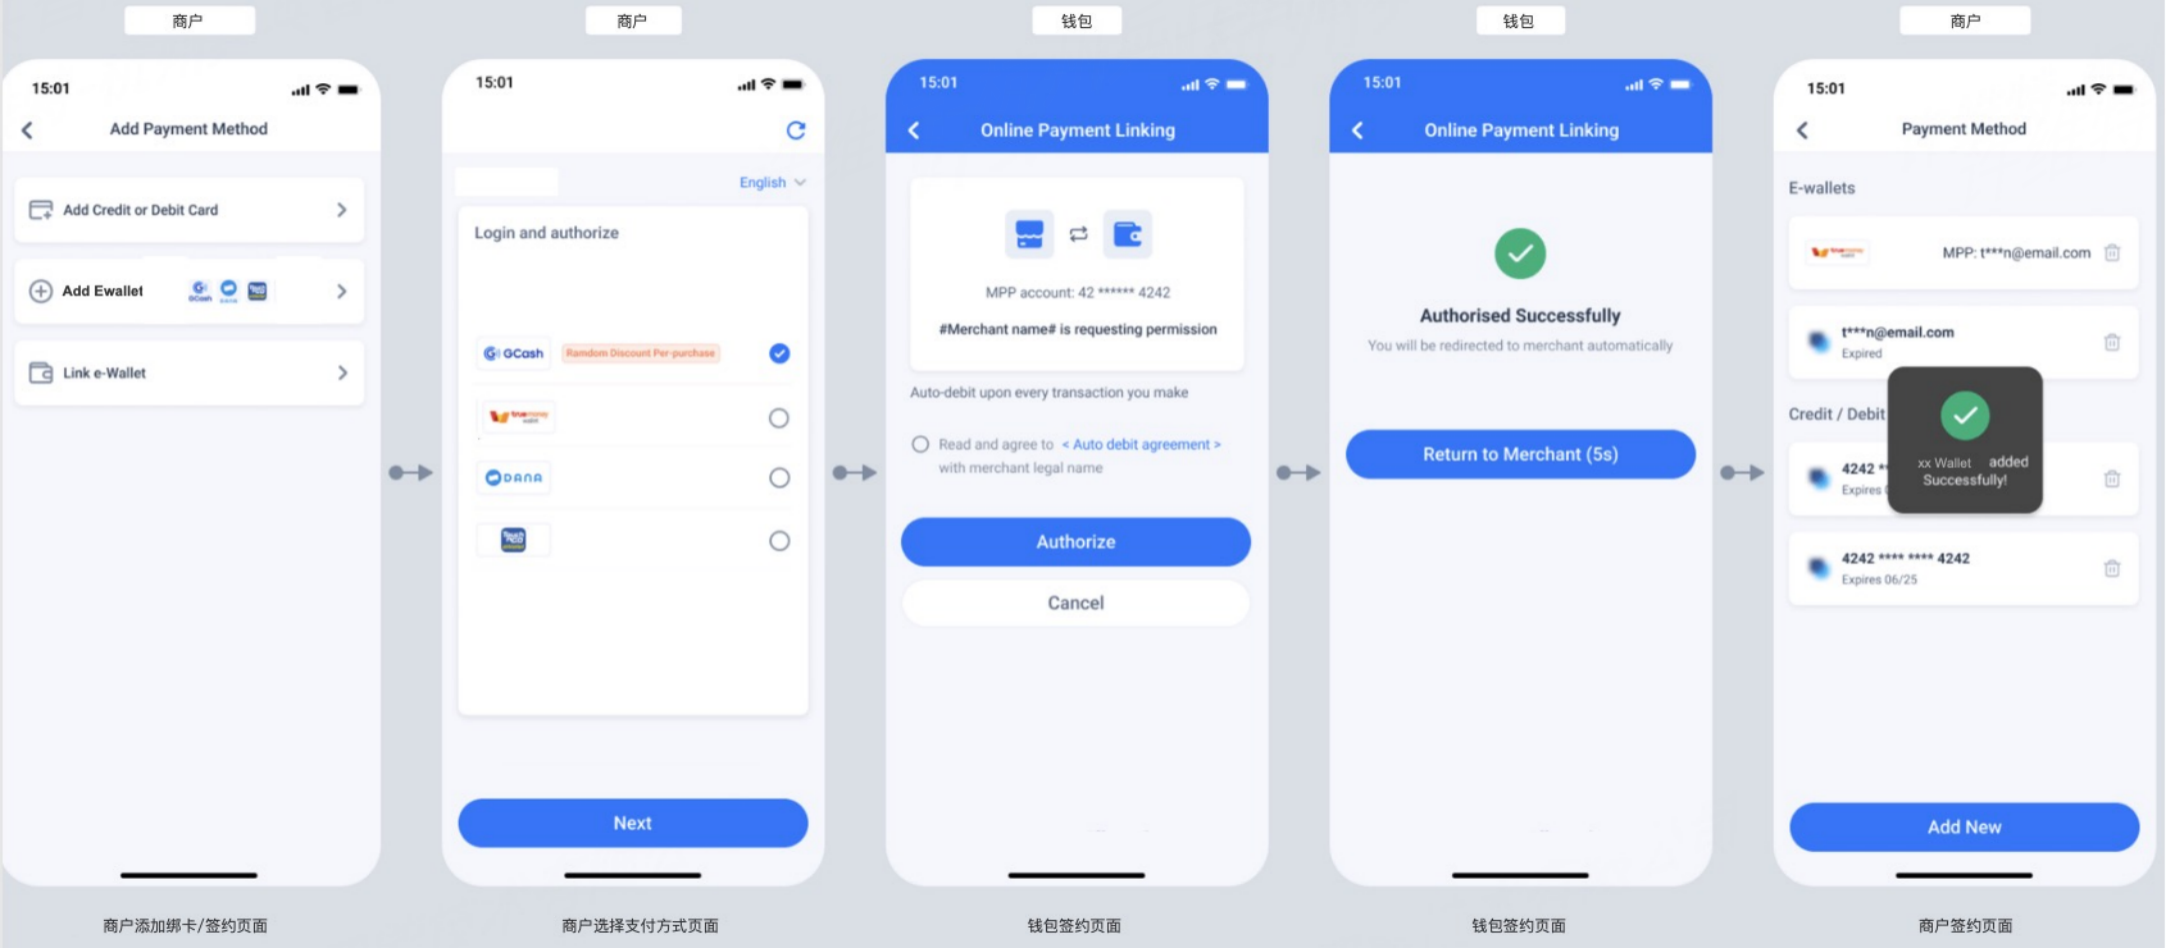 商户
15:01
Add Payment Method
Add Credit or Debit Card
Add Ewallet GCash DANA
Link e-Wallet
商户添加绑卡/签约页面
商户
15:01
English
Login and authorize
GCash Ramdom Discount Per-purchase
truemoney
wallet
DANA
Touch
Next
商户选择支付方式页面
钱包
15:01
Online Payment Linking
MPP account: 42 ****** 4242
#Merchant name# is requesting permission
Auto-debit upon every transaction you make
Read and agree to < Auto debit agreement >
with merchant legal name
Authorize
Cancel
钱包签约页面
钱包
15:01
Online Payment Linking
Authorised Successfully
You will be redirected to merchant automatically
Return to Merchant (5s)
钱包签约页面
商户
15:01
Payment Method
E-wallets
truemoney
wallet
MPP: t***n@email.com
t***n@email.com
Expired
Credit / Debit
4242 **
Expires
xx Wallet added
Successfully!
4242 **** **** 4242
Expires 06/25
Add New
商户签约页面